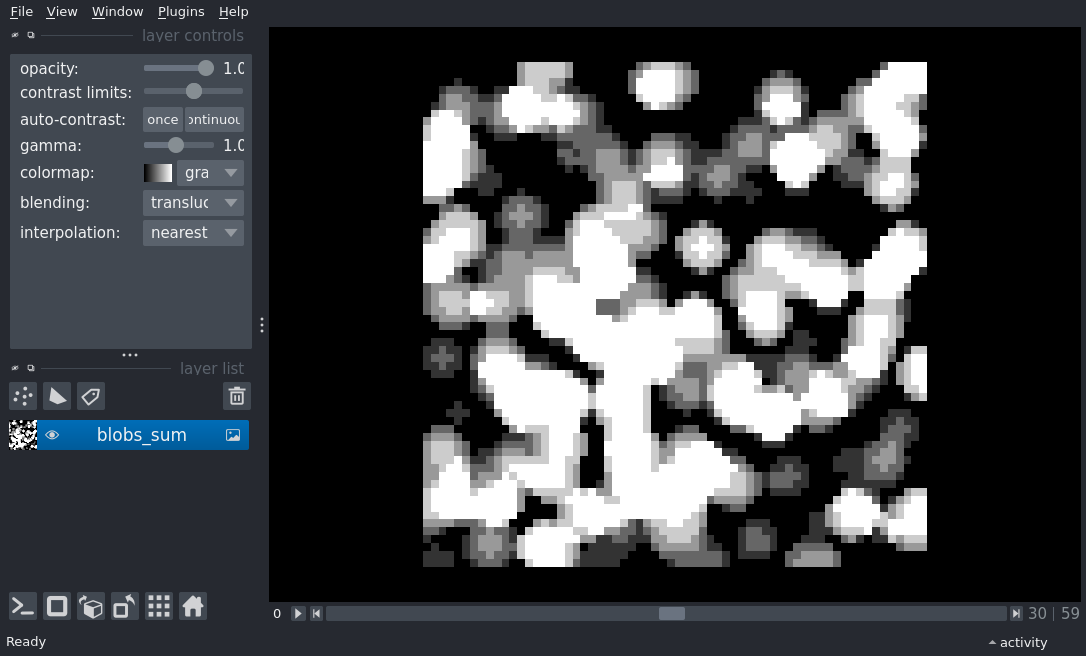 File View Window Plugins Help
layer controls
opacity: 1.0
contrast limits:
auto-contrast: once ontinuou
gamma: 1.0
colormap: gra
blending: transluc
interpolation: nearest
layer list
blobs_sum
0 30 | 59
Ready activity